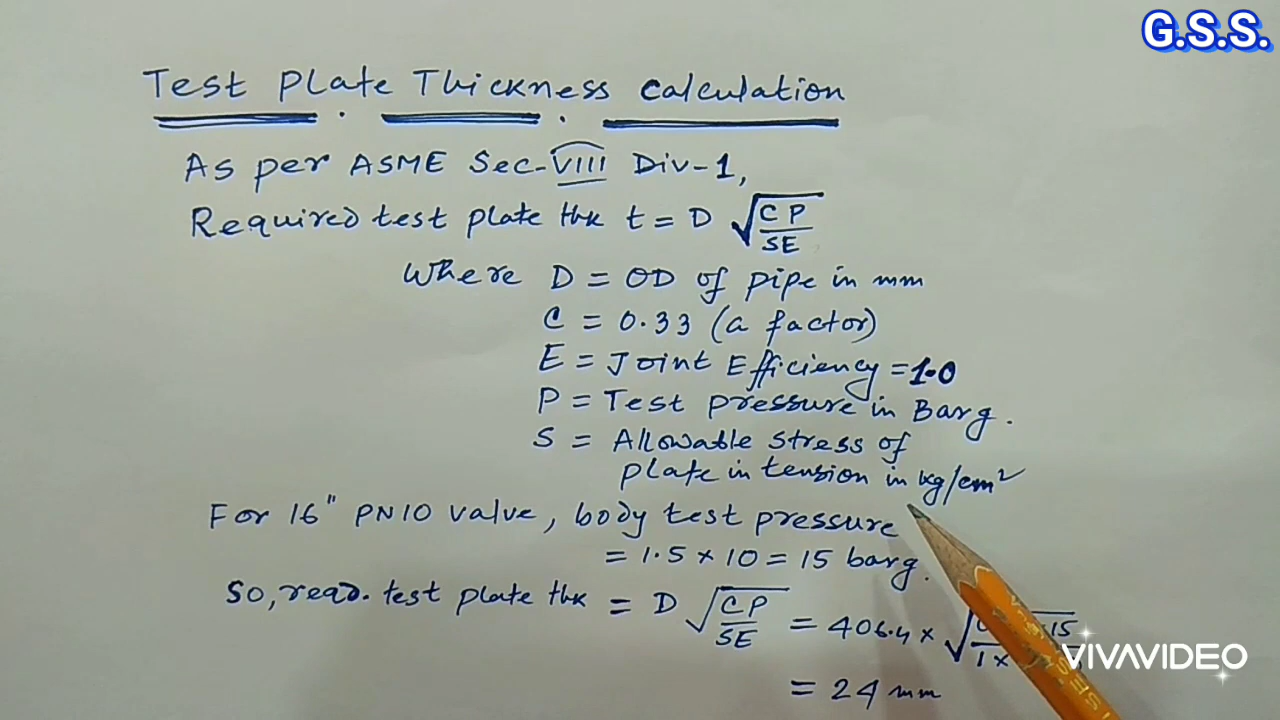 G.S.S.
Test Plate Thickness Calculation
As per ASME Sec-VIII Div-1,
Required test plate thk t = D √(CP/SE)
Where D = OD of pipe in mm
C = 0.33 (a factor)
E = Joint Efficiency = 1.0
P = Test pressure in Barg.
S = Allowable stress of
plate in tension in kg/cm²
For 16" PN10 valve, body test pressure
= 1.5 × 10 = 15 barg.
So, reqd. test plate thk = D √(CP/SE) = 406.4 × √
15
1 ×
= 24 mm
VIVAVIDEO